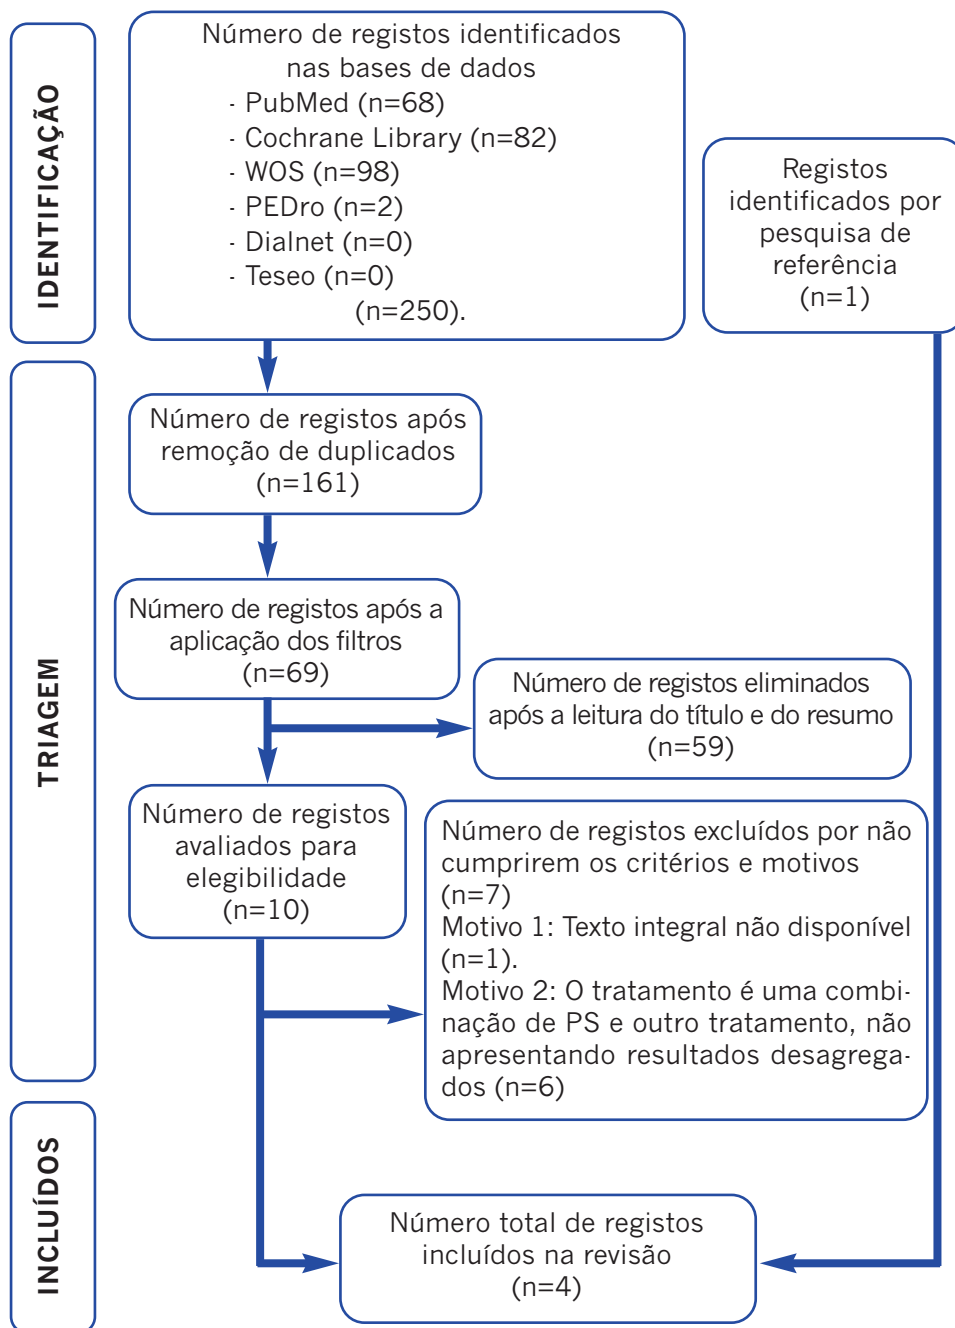 IDENTIFICAÇÃO
Número de registos identificados
nas bases de dados
- PubMed (n=68)
- Cochrane Library (n=82)
- WOS (n=98)
- PEDro (n=2)
- Dialnet (n=0)
- Teseo (n=0)
(n=250).
Registos
identificados por
pesquisa de
referência
(n=1)
TRIAGEM
Número de registos após
remoção de duplicados
(n=161)
Número de registos após a
aplicação dos filtros
(n=69)
Número de registos eliminados
após a leitura do título e do resumo
(n=59)
Número de registos
avaliados para
elegibilidade
(n=10)
Número de registos excluídos por não
cumprirem os critérios e motivos
(n=7)
Motivo 1: Texto integral não disponível
(n=1).
Motivo 2: O tratamento é uma combi-
nação de PS e outro tratamento, não
apresentando resultados desagrega-
dos (n=6)
INCLUÍDOS
Número total de registos
incluídos na revisão
(n=4)